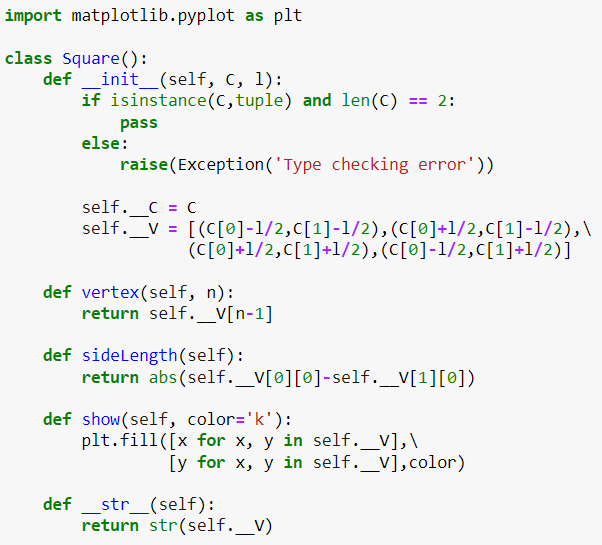 import matplotlib.pyplot as plt
class Square():
    def __init__(self, C, l):
        if isinstance(C,tuple) and len(C) == 2:
            pass
        else:
            raise(Exception('Type checking error'))
        self.__C = C
        self.__V = [(C[0]-l/2,C[1]-l/2),(C[0]+l/2,C[1]-l/2),\
                   (C[0]+l/2,C[1]+l/2),(C[0]-l/2,C[1]+l/2)]
    def vertex(self, n):
        return self.__V[n-1]
    def sideLength(self):
        return abs(self.__V[0][0]-self.__V[1][0])
    def show(self, color='k'):
        plt.fill([x for x, y in self.__V],\
                 [y for x, y in self.__V],color)
    def __str__(self):
        return str(self.__V)